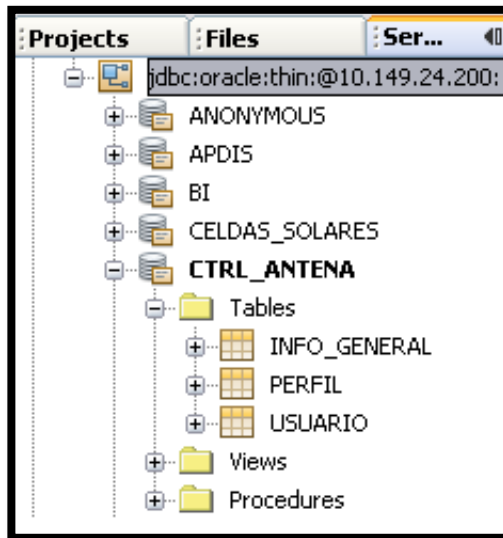 Projects Files Ser...
jdbc:oracle:thin:@10.149.24.200:
ANONYMOUS
APDIS
BI
CELDAS_SOLARES
CTRL_ANTENA
Tables
INFO_GENERAL
PERFIL
USUARIO
Views
Procedures